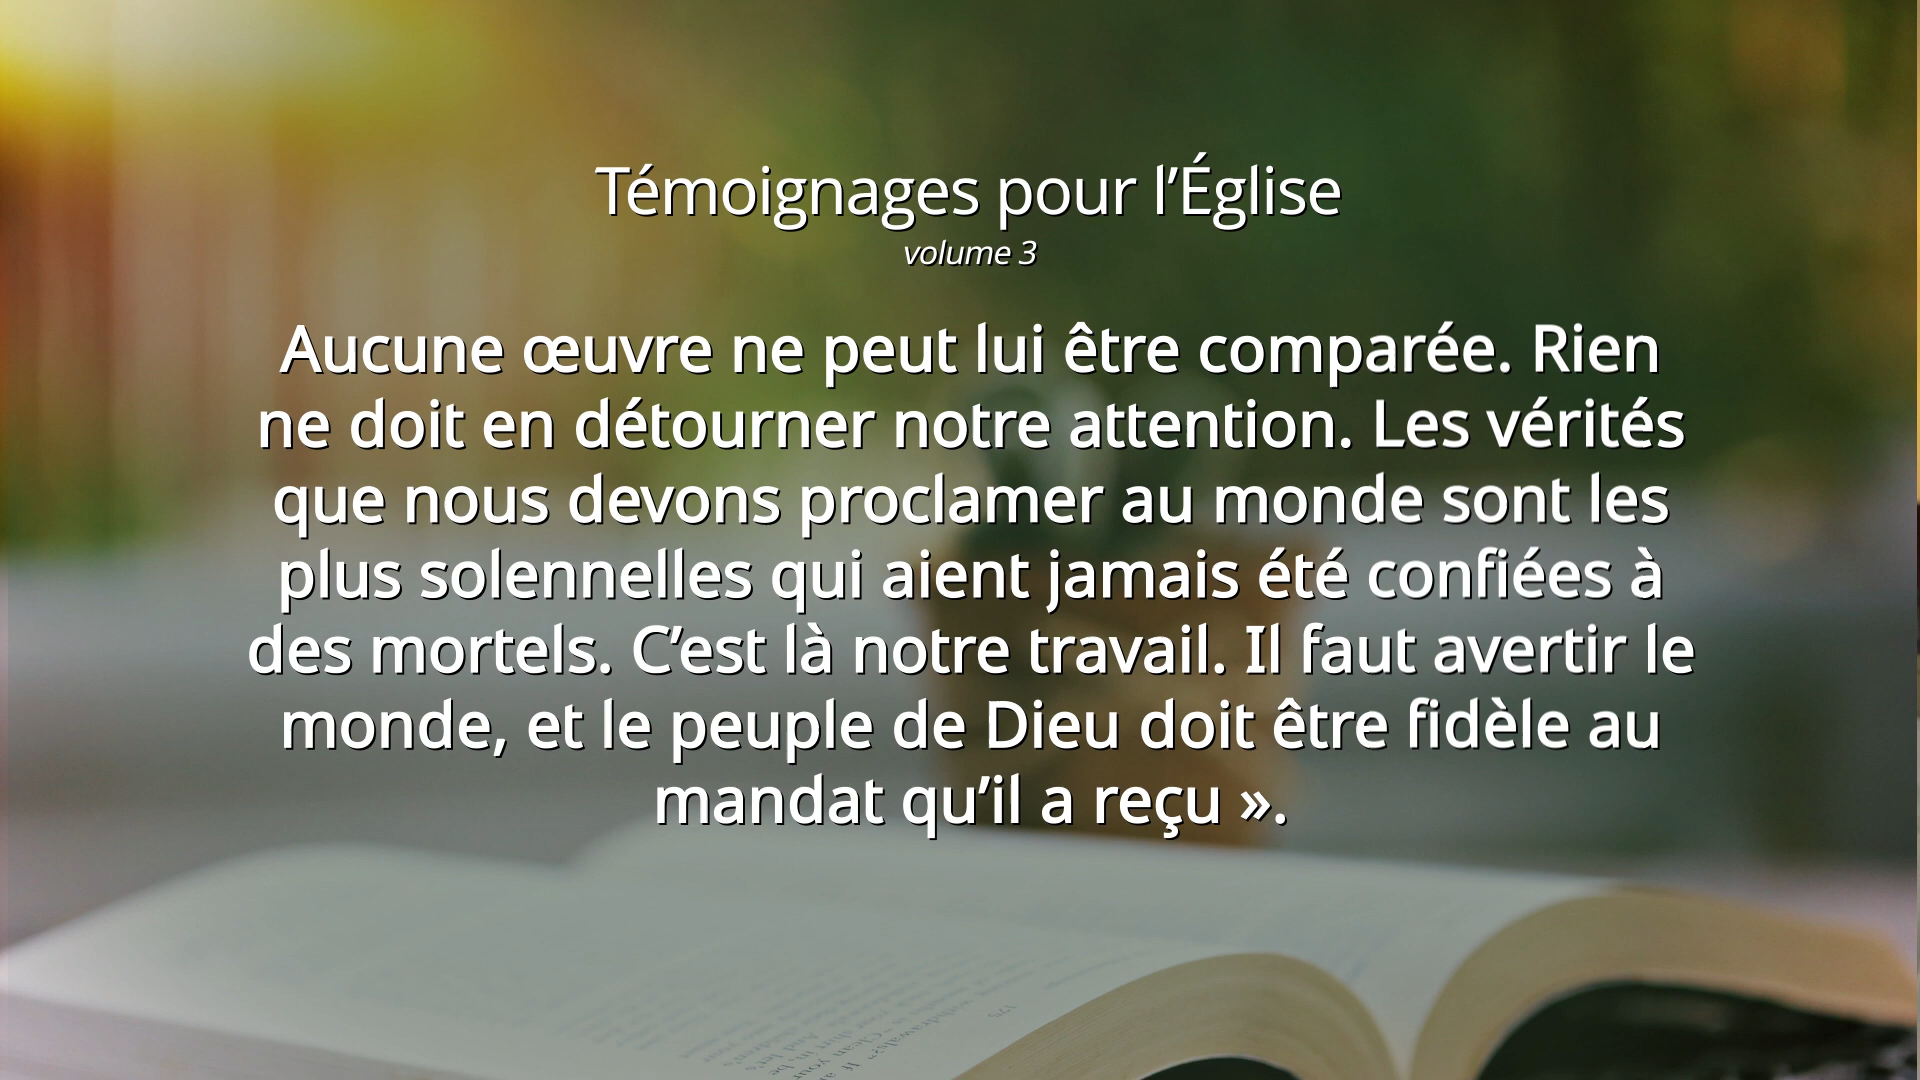 Témoignages pour l’Église
volume 3
Aucune œuvre ne peut lui être comparée. Rien
ne doit en détourner notre attention. Les vérités
que nous devons proclamer au monde sont les
plus solennelles qui aient jamais été confiées à
des mortels. C’est là notre travail. Il faut avertir le
monde, et le peuple de Dieu doit être fidèle au
mandat qu’il a reçu ».